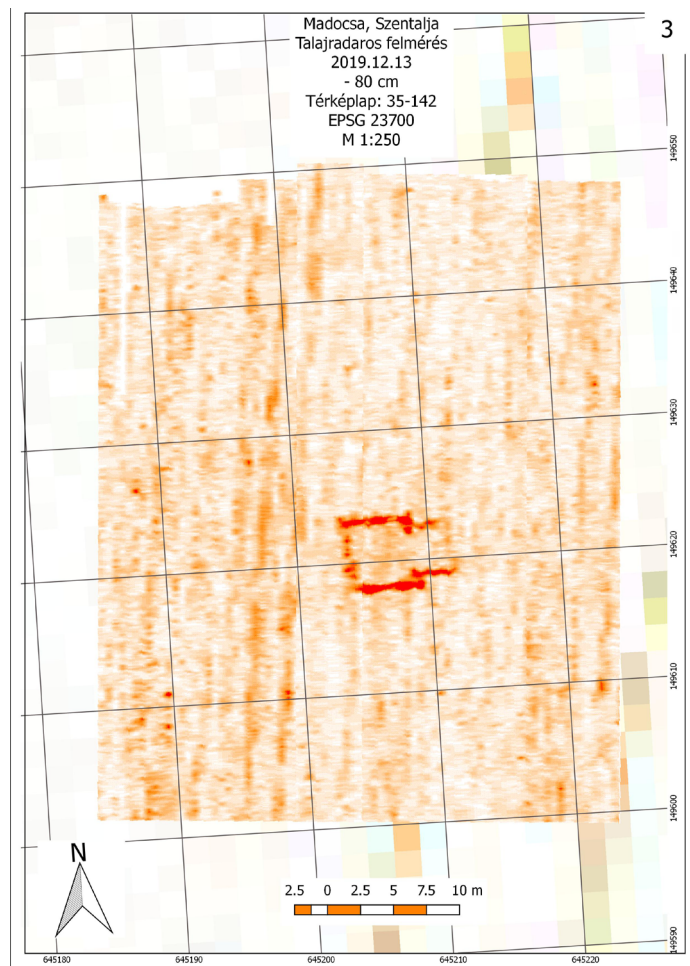 Madocsa, Szentalja
Talajradaros felmérés
2019.12.13
- 80 cm
Térképlap: 35-142
EPSG 23700
M 1:250
3
149650
149640
149630
149620
149610
149600
149590
N
2.5 0 2.5 5 7.5 10 m
645180 645190 645200 645210 645220